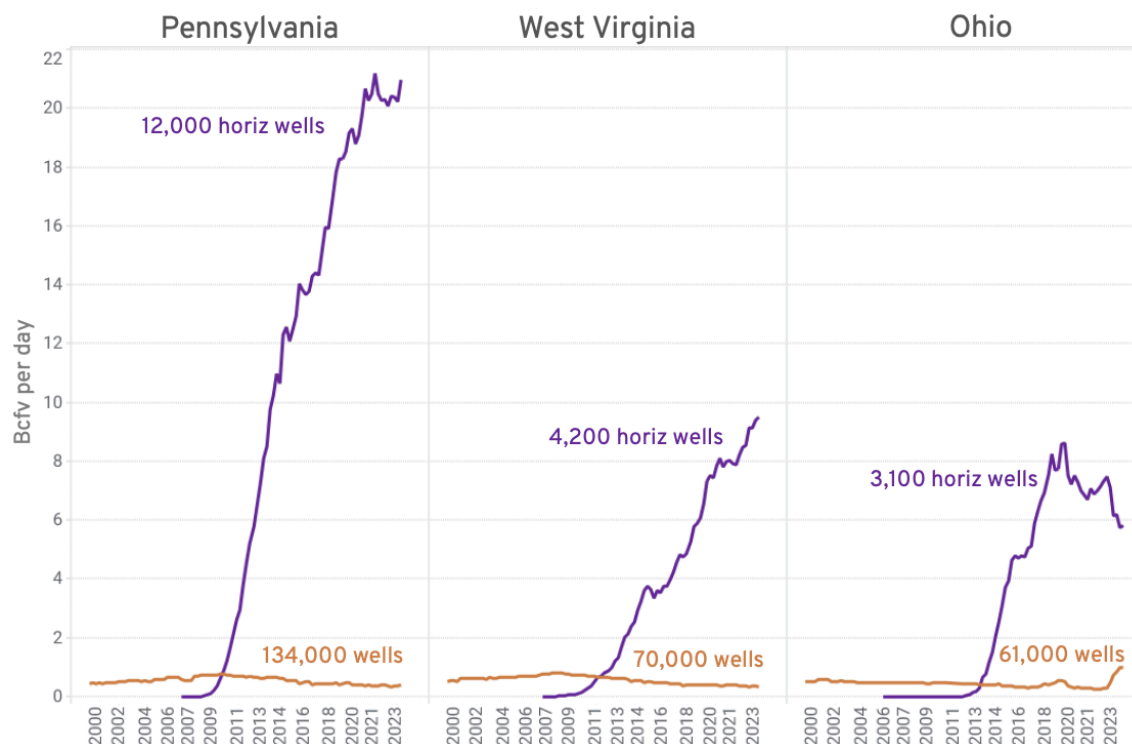 Pennsylvania
West Virginia
Ohio
Bcfv per day
22
20
18
16
14
12
10
8
6
4
2
0
12,000 horiz wells
134,000 wells
4,200 horiz wells
70,000 wells
3,100 horiz wells
61,000 wells
2000 2002 2004 2006 2007 2009 2011 2013 2014 2016 2018 2020 2021 2023
2000 2002 2004 2006 2007 2009 2011 2013 2014 2016 2018 2020 2021 2023
2000 2002 2004 2006 2007 2009 2011 2013 2014 2016 2018 2020 2021 2023